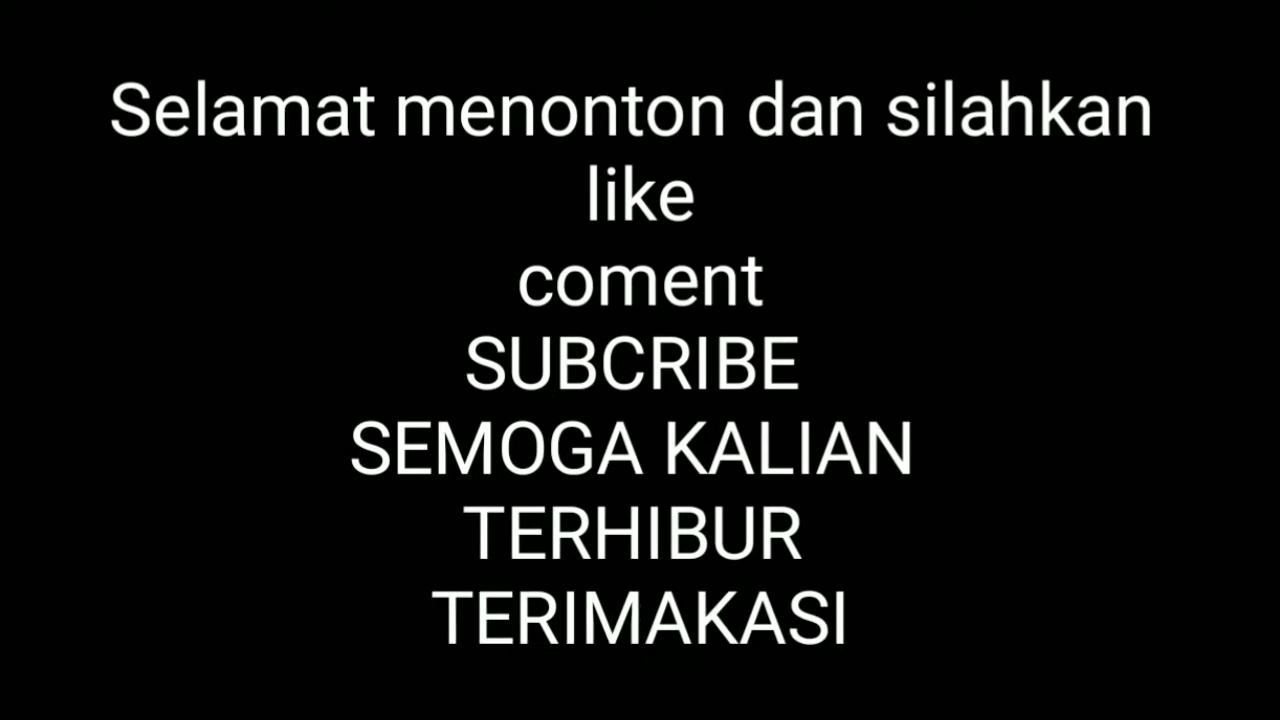 Selamat menonton dan silahkan
like
coment
SUBCRIBE
SEMOGA KALIAN
TERHIBUR
TERIMAKASI